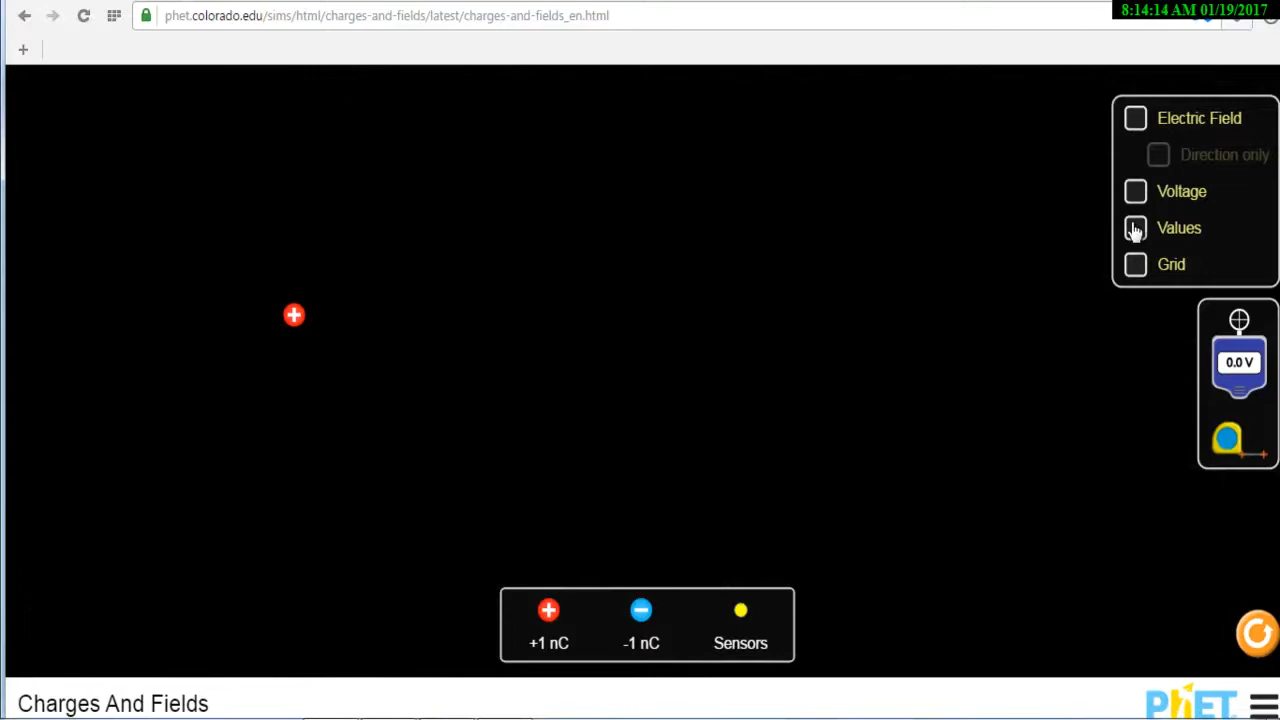 8:14:14 AM 01/19/2017
phet.colorado.edu/sims/html/charges-and-fields/latest/charges-and-fields_en.html
Electric Field
Direction only
Voltage
Values
Grid
0.0 V
+1 nC
-1 nC
Sensors
Charges And Fields
PhET